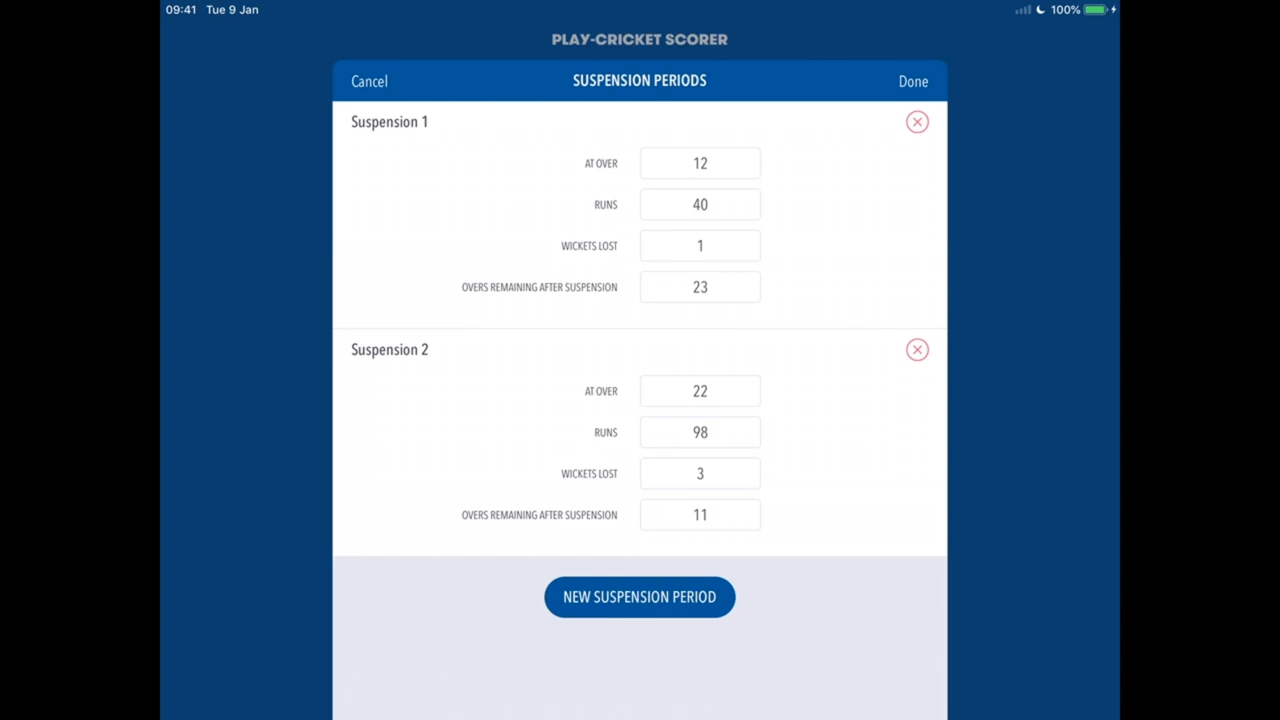 09:41 Tue 9 Jan 100%
PLAY-CRICKET SCORER
Cancel SUSPENSION PERIODS Done
Suspension 1
AT OVER 12
RUNS 40
WICKETS LOST 1
OVERS REMAINING AFTER SUSPENSION 23
Suspension 2
AT OVER 22
RUNS 98
WICKETS LOST 3
OVERS REMAINING AFTER SUSPENSION 11
NEW SUSPENSION PERIOD